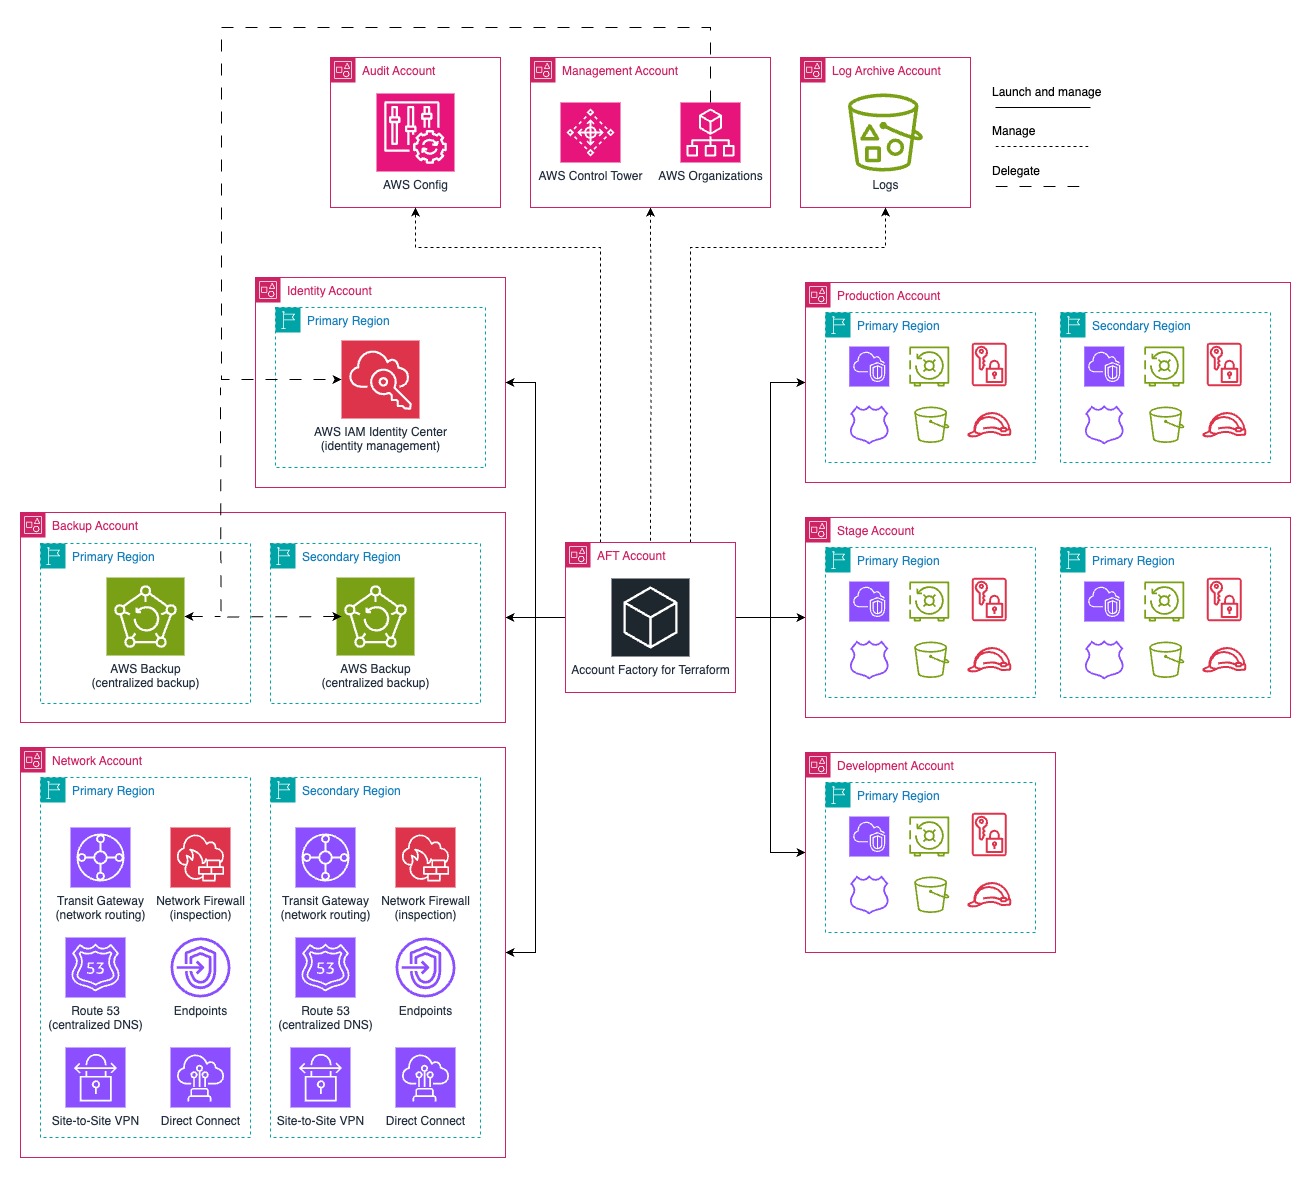 Audit Account
AWS Config
Management Account
AWS Control Tower
AWS Organizations
Log Archive Account
Logs
Launch and manage
Manage
Delegate
Identity Account
Primary Region
AWS IAM Identity Center
(identity management)
Production Account
Primary Region
Secondary Region
Backup Account
Primary Region
AWS Backup
(centralized backup)
Secondary Region
AWS Backup
(centralized backup)
AFT Account
Account Factory for Terraform
Stage Account
Primary Region
Primary Region
Network Account
Primary Region
Transit Gateway
(network routing)
Network Firewall
(inspection)
53
Route 53
(centralized DNS)
Endpoints
Site-to-Site VPN
Direct Connect
Secondary Region
Transit Gateway
(network routing)
Network Firewall
(inspection)
53
Route 53
(centralized DNS)
Endpoints
Site-to-Site VPN
Direct Connect
Development Account
Primary Region